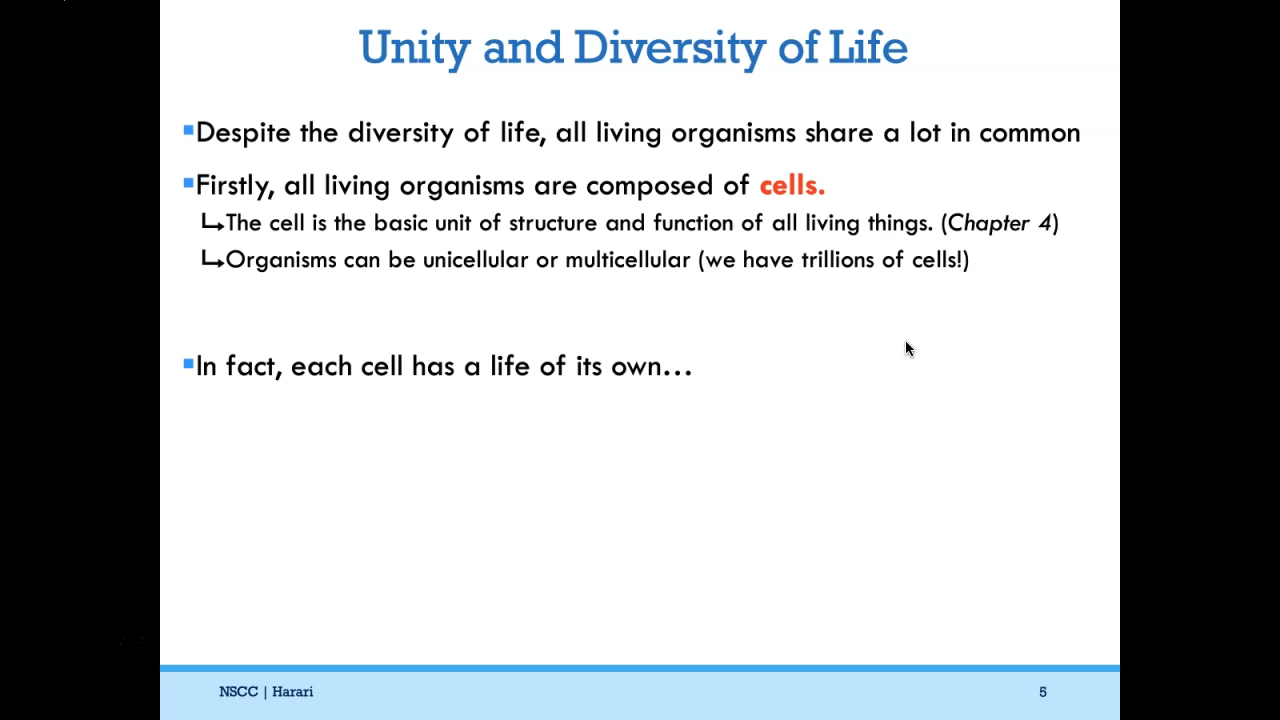 Unity and Diversity of Life
Despite the diversity of life, all living organisms share a lot in common
Firstly, all living organisms are composed of cells.
The cell is the basic unit of structure and function of all living things. (Chapter 4)
Organisms can be unicellular or multicellular (we have trillions of cells!)
In fact, each cell has a life of its own...
NSCC | Harari
5